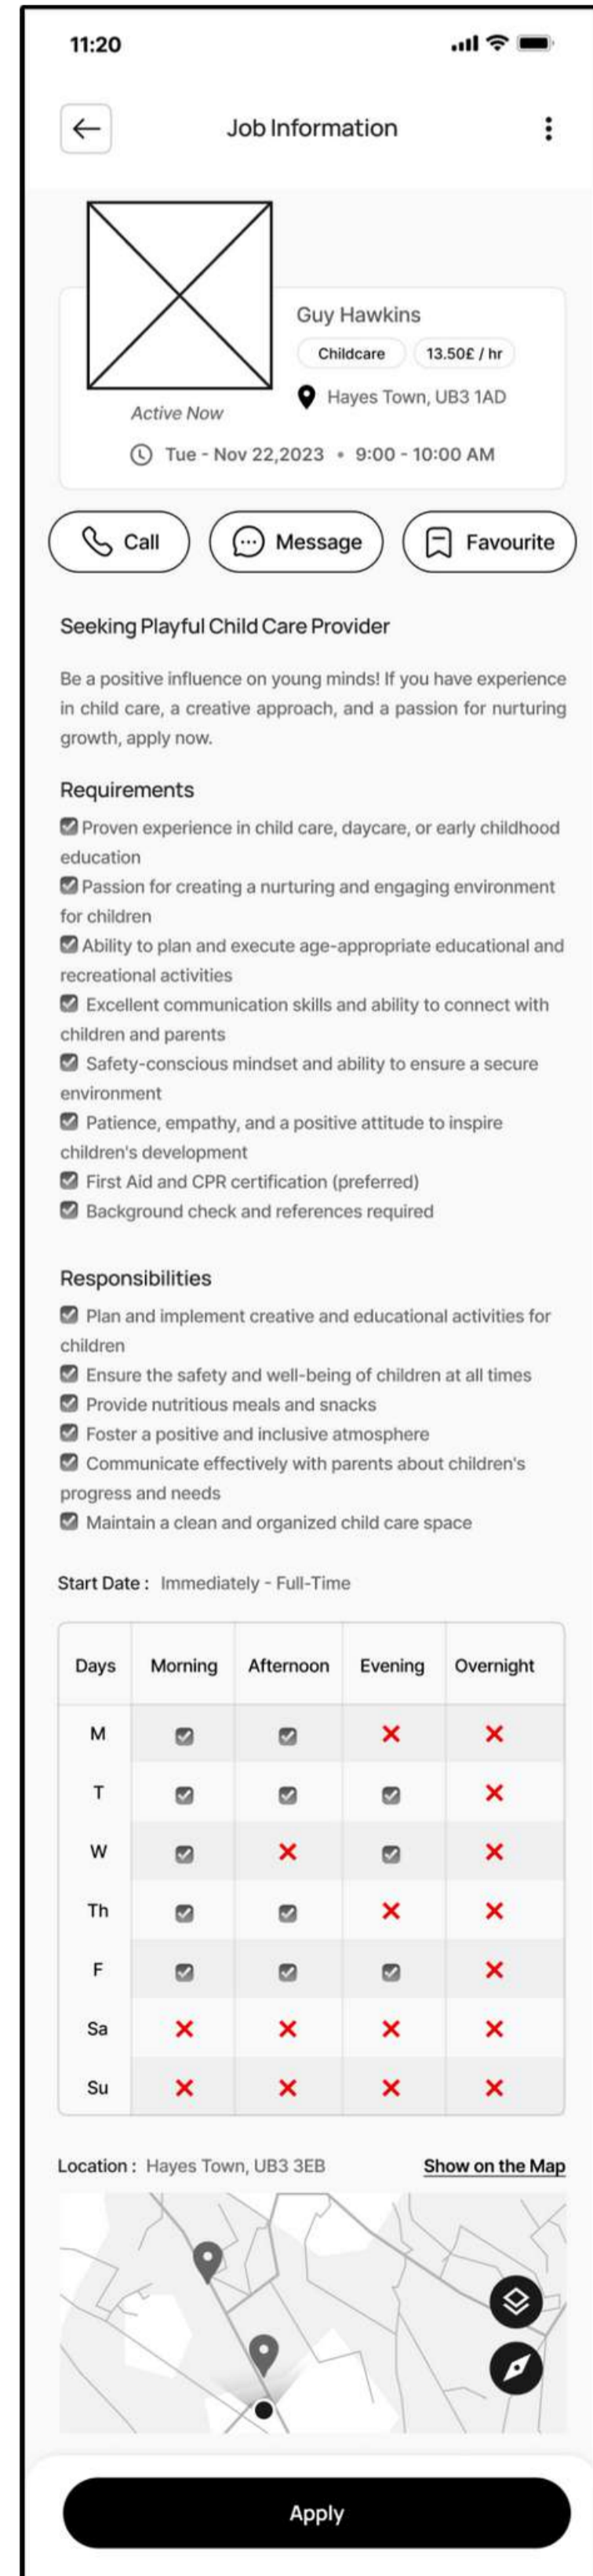 11:20
Job Information
Guy Hawkins
Childcare 13.50£ / hr
Hayes Town, UB3 1AD
Active Now
Tue - Nov 22,2023 • 9:00 - 10:00 AM
Call Message Favourite
Seeking Playful Child Care Provider
Be a positive influence on young minds! If you have experience
in child care, a creative approach, and a passion for nurturing
growth, apply now.
Requirements
Proven experience in child care, daycare, or early childhood
education
Passion for creating a nurturing and engaging environment
for children
Ability to plan and execute age-appropriate educational and
recreational activities
Excellent communication skills and ability to connect with
children and parents
Safety-conscious mindset and ability to ensure a secure
environment
Patience, empathy, and a positive attitude to inspire
children's development
First Aid and CPR certification (preferred)
Background check and references required
Responsibilities
Plan and implement creative and educational activities for
children
Ensure the safety and well-being of children at all times
Provide nutritious meals and snacks
Foster a positive and inclusive atmosphere
Communicate effectively with parents about children's
progress and needs
Maintain a clean and organized child care space
Start Date : Immediately - Full-Time
Days Morning Afternoon Evening Overnight
M
T
W
Th
F
Sa
Su
Location : Hayes Town, UB3 3EB Show on the Map
Apply